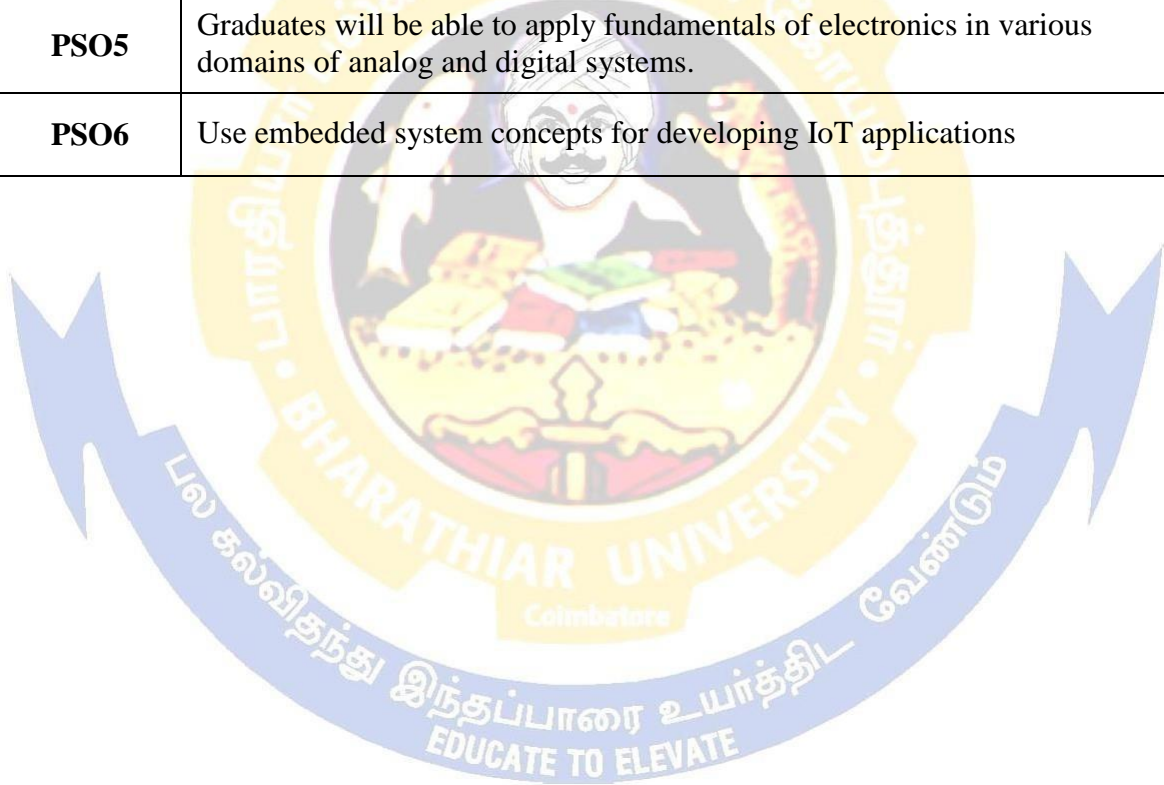 PSO5
Graduates will be able to apply fundamentals of electronics in various
domains of analog and digital systems.
PSO6
Use embedded system concepts for developing IoT applications
BHARATHIAR UNIVERSITY
Coimbatore
பல கல்விதந்து இந்தப்பாரை உயர்த்திட வேண்டும்
EDUCATE TO ELEVATE